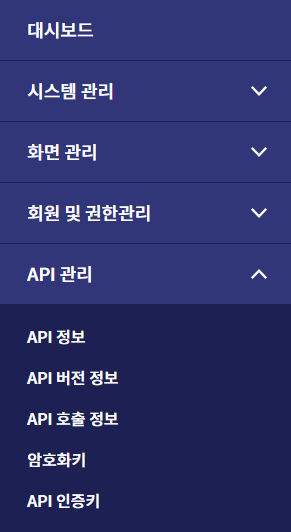 대시보드
시스템 관리
화면 관리
회원 및 권한관리
API 관리
API 정보
API 버전 정보
API 호출 정보
암호화키
API 인증키